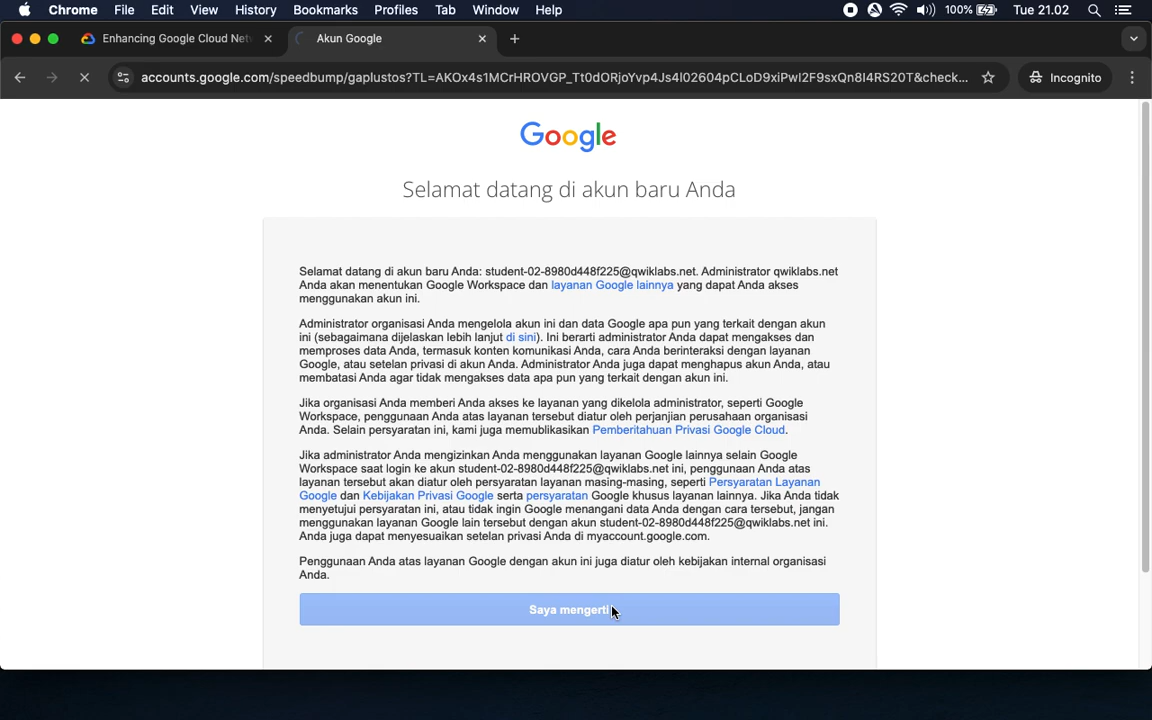 Chrome File Edit View History Bookmarks Profiles Tab Window Help 100% Tue 21.02
Enhancing Google Cloud Net
Akun Google
accounts.google.com/speedbump/gaplustos?TL=AKOx4s1MCrHROVGP_Tt0dORjoYvp4Js4I02604pCLoD9xiPwI2F9sxQn8I4RS20T&check...
Incognito
Google
Selamat datang di akun baru Anda
Selamat datang di akun baru Anda: student-02-8980d448f225@qwiklabs.net. Administrator qwiklabs.net
Anda akan menentukan Google Workspace dan layanan Google lainnya yang dapat Anda akses
menggunakan akun ini.
Administrator organisasi Anda mengelola akun ini dan data Google apa pun yang terkait dengan akun
ini (sebagaimana dijelaskan lebih lanjut di sini). Ini berarti administrator Anda dapat mengakses dan
memproses data Anda, termasuk konten komunikasi Anda, cara Anda berinteraksi dengan layanan
Google, atau setelan privasi di akun Anda. Administrator Anda juga dapat menghapus akun Anda, atau
membatasi Anda agar tidak mengakses data apa pun yang terkait dengan akun ini.
Jika organisasi Anda memberi Anda akses ke layanan yang dikelola administrator, seperti Google
Workspace, penggunaan Anda atas layanan tersebut diatur oleh perjanjian perusahaan organisasi
Anda. Selain persyaratan ini, kami juga memublikasikan Pemberitahuan Privasi Google Cloud.
Jika administrator Anda mengizinkan Anda menggunakan layanan Google lainnya selain Google
Workspace saat login ke akun student-02-8980d448f225@qwiklabs.net ini, penggunaan Anda atas
layanan tersebut akan diatur oleh persyaratan layanan masing-masing, seperti Persyaratan Layanan
Google dan Kebijakan Privasi Google serta persyaratan Google khusus layanan lainnya. Jika Anda tidak
menyetujui persyaratan ini, atau tidak ingin Google menangani data Anda dengan cara tersebut, jangan
menggunakan layanan Google lain tersebut dengan akun student-02-8980d448f225@qwiklabs.net ini.
Anda juga dapat menyesuaikan setelan privasi Anda di myaccount.google.com.
Penggunaan Anda atas layanan Google dengan akun ini juga diatur oleh kebijakan internal organisasi
Anda.
Saya mengerti